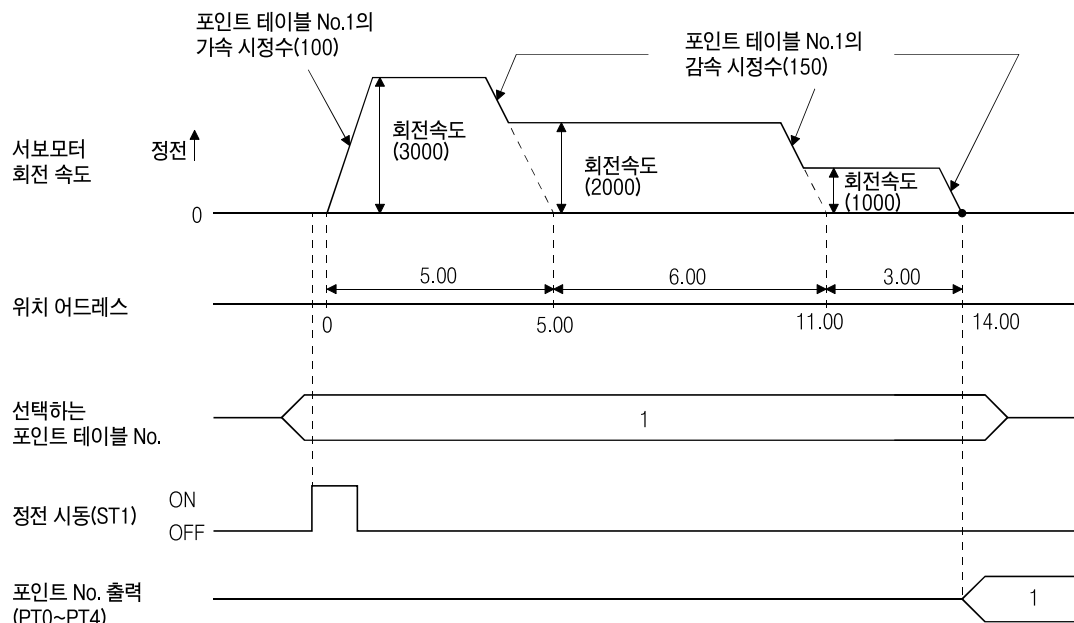 포인트 테이블 No.1의
가속 시정수(100)
포인트 테이블 No.1의
감속 시정수(150)
서보모터
회전 속도
정전
0
회전속도
(3000)
회전속도
(2000)
회전속도
(1000)
5.00
6.00
3.00
위치 어드레스
0
5.00
11.00
14.00
선택하는
포인트 테이블 No.
1
정전 시동(ST1)
ON
OFF
포인트 No. 출력
(PT0~PT4)
1